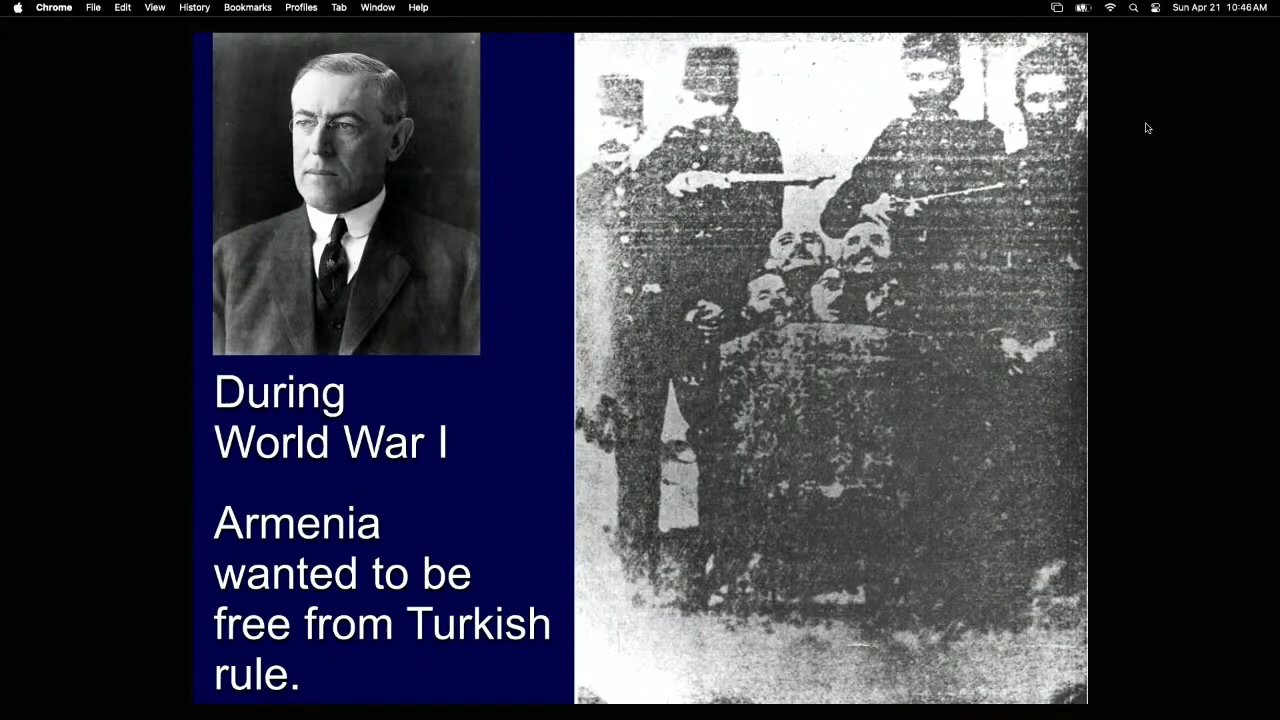 Chrome File Edit View History Bookmarks Profiles Tab Window Help Sun Apr 21 10:46 AM
During
World War I
Armenia
wanted to be
free from Turkish
rule.